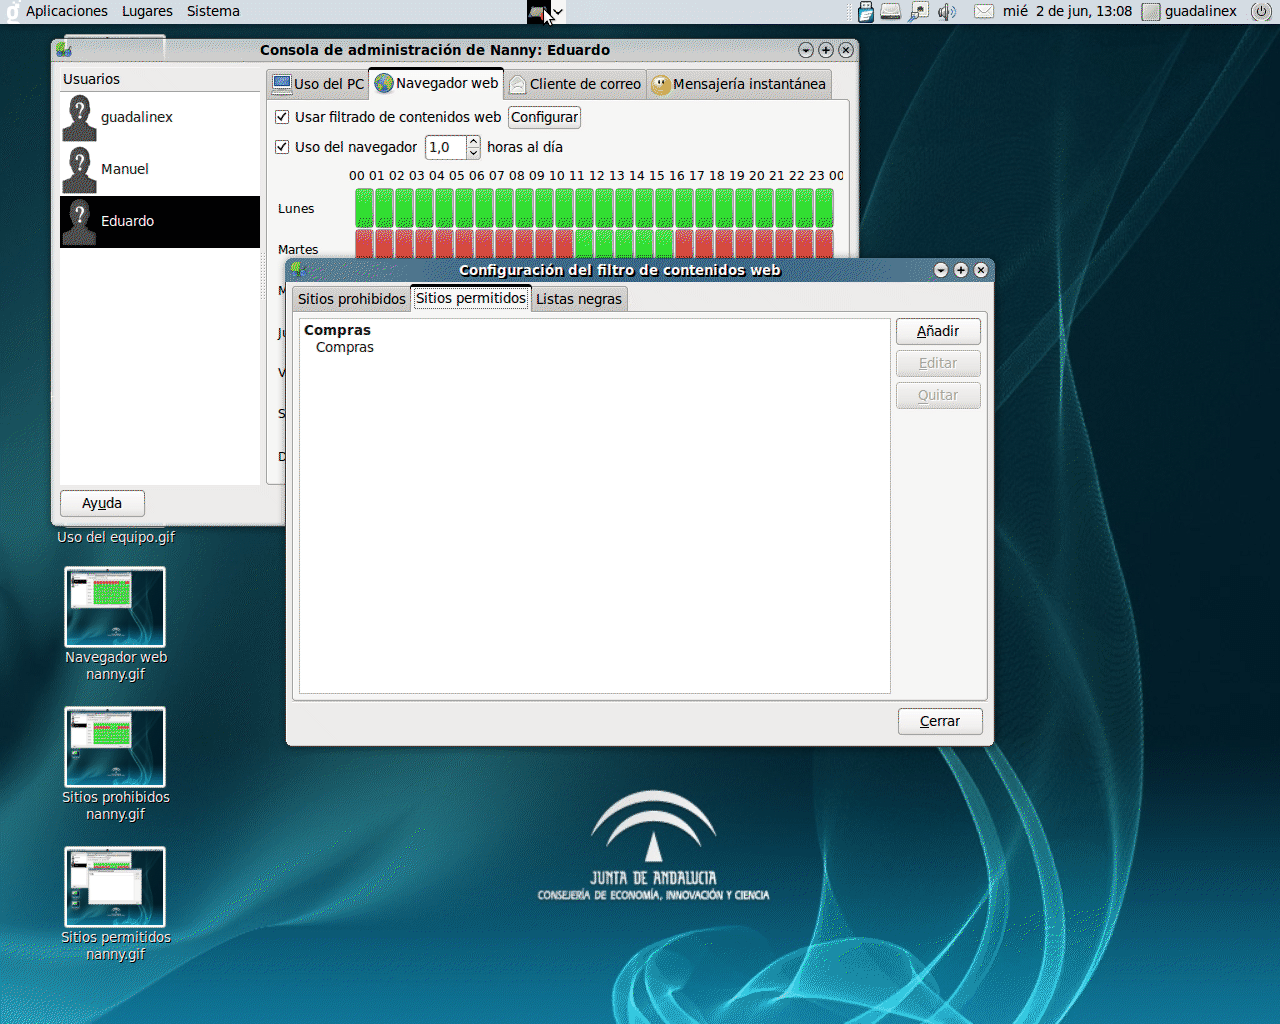 Aplicaciones Lugares Sistema
mié 2 de jun, 13:08 guadalinex
Consola de administración de Nanny: Eduardo
Usuarios
guadalinex
Manuel
Eduardo
Ayuda
Uso del PC Navegador web Cliente de correo Mensajería instantánea
Usar filtrado de contenidos web Configurar
Uso del navegador 1,0 horas al día
00 01 02 03 04 05 06 07 08 09 10 11 12 13 14 15 16 17 18 19 20 21 22 23 00
Lunes
Martes
M
Ju
V
S
D
Configuración del filtro de contenidos web
Sitios prohibidos Sitios permitidos Listas negras
Compras
Compras
Añadir
Editar
Quitar
Cerrar
Uso del equipo.gif
Navegador web
nanny.gif
Sitios prohibidos
nanny.gif
Sitios permitidos
nanny.gif
JUNTA DE ANDALUCIA
CONSEJERÍA DE ECONOMÍA, INNOVACIÓN Y CIENCIA